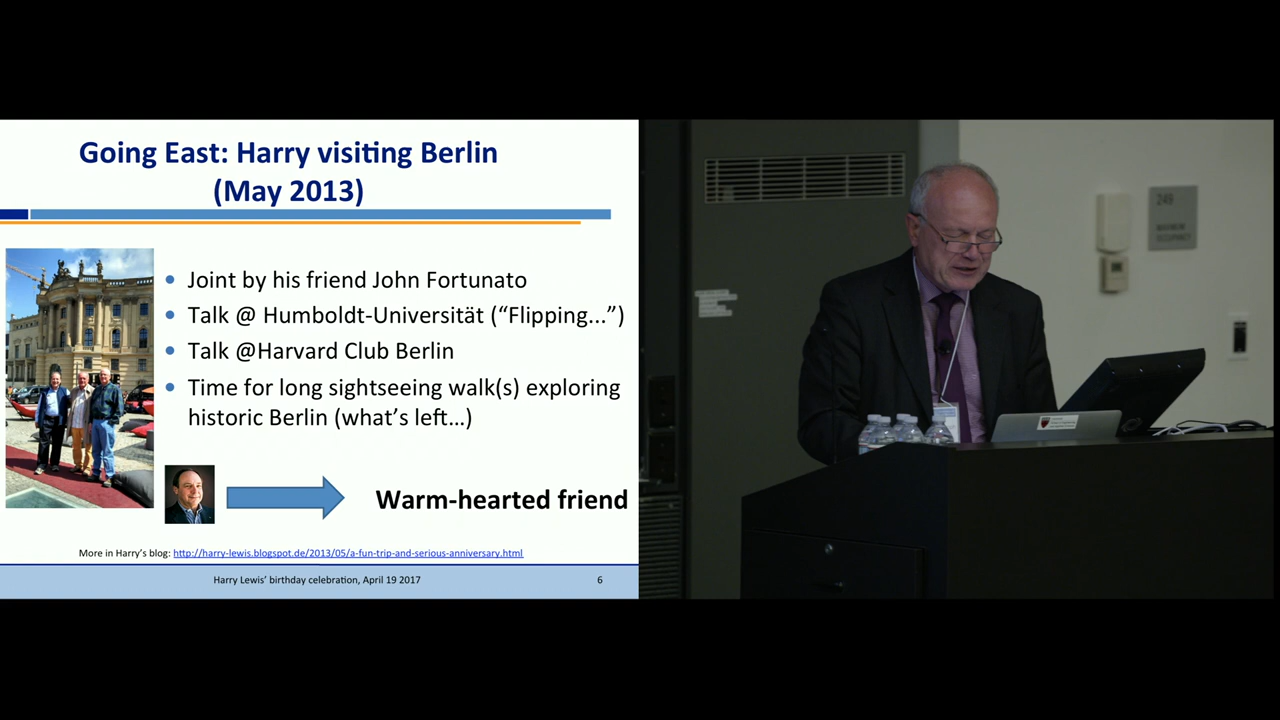 Going East: Harry visiting Berlin
(May 2013)
Joint by his friend John Fortunato
Talk @ Humboldt-Universität (“Flipping...”)
Talk @Harvard Club Berlin
Time for long sightseeing walk(s) exploring
historic Berlin (what’s left…)
Warm-hearted friend
More in Harry’s blog: http://harry-lewis.blogspot.de/2013/05/a-fun-trip-and-serious-anniversary.html
Harry Lewis’ birthday celebration, April 19 2017
6
249
MAXIMUM
OCCUPANCY